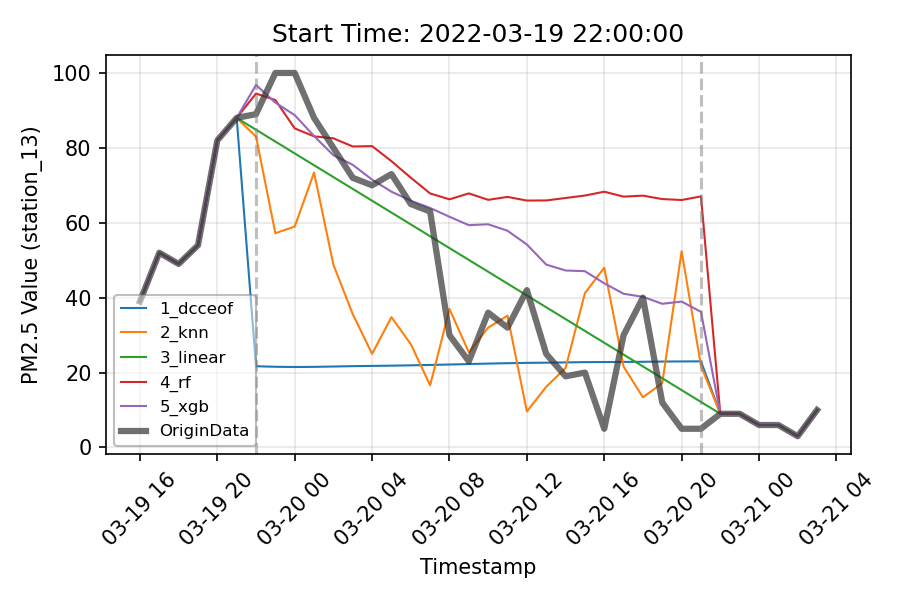 Start Time: 2022-03-19 22:00:00
PM2.5 Value (station_13)
100
80
60
40
20
0
1_dcceof
2_knn
3_linear
4_rf
5_xgb
OriginData
03-19 16
03-19 20
03-20 00
03-20 04
03-20 08
03-20 12
03-20 16
03-20 20
03-21 00
03-21 04
Timestamp